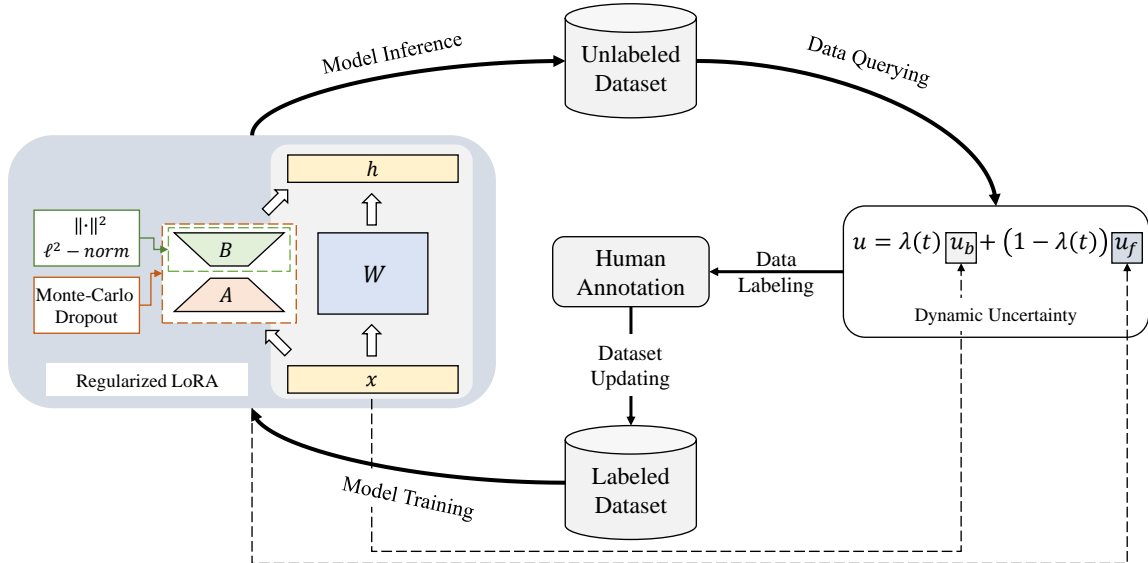 Model Inference
Unlabeled
Dataset
Data Querying
h
‖·‖²
ℓ² − norm
B
W
Monte-Carlo
Dropout
A
x
Regularized LoRA
Human
Annotation
Data
Labeling
u = λ(t) u_b + (1 − λ(t)) u_f
Dynamic Uncertainty
Dataset
Updating
Model Training
Labeled
Dataset